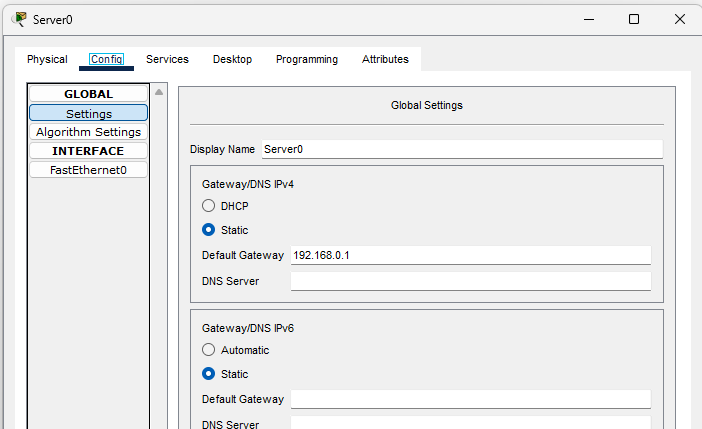 Server0
Physical Config Services Desktop Programming Attributes
GLOBAL
Settings
Algorithm Settings
INTERFACE
FastEthernet0
Global Settings
Display Name Server0
Gateway/DNS IPv4
DHCP
Static
Default Gateway 192.168.0.1
DNS Server
Gateway/DNS IPv6
Automatic
Static
Default Gateway
DNS Server